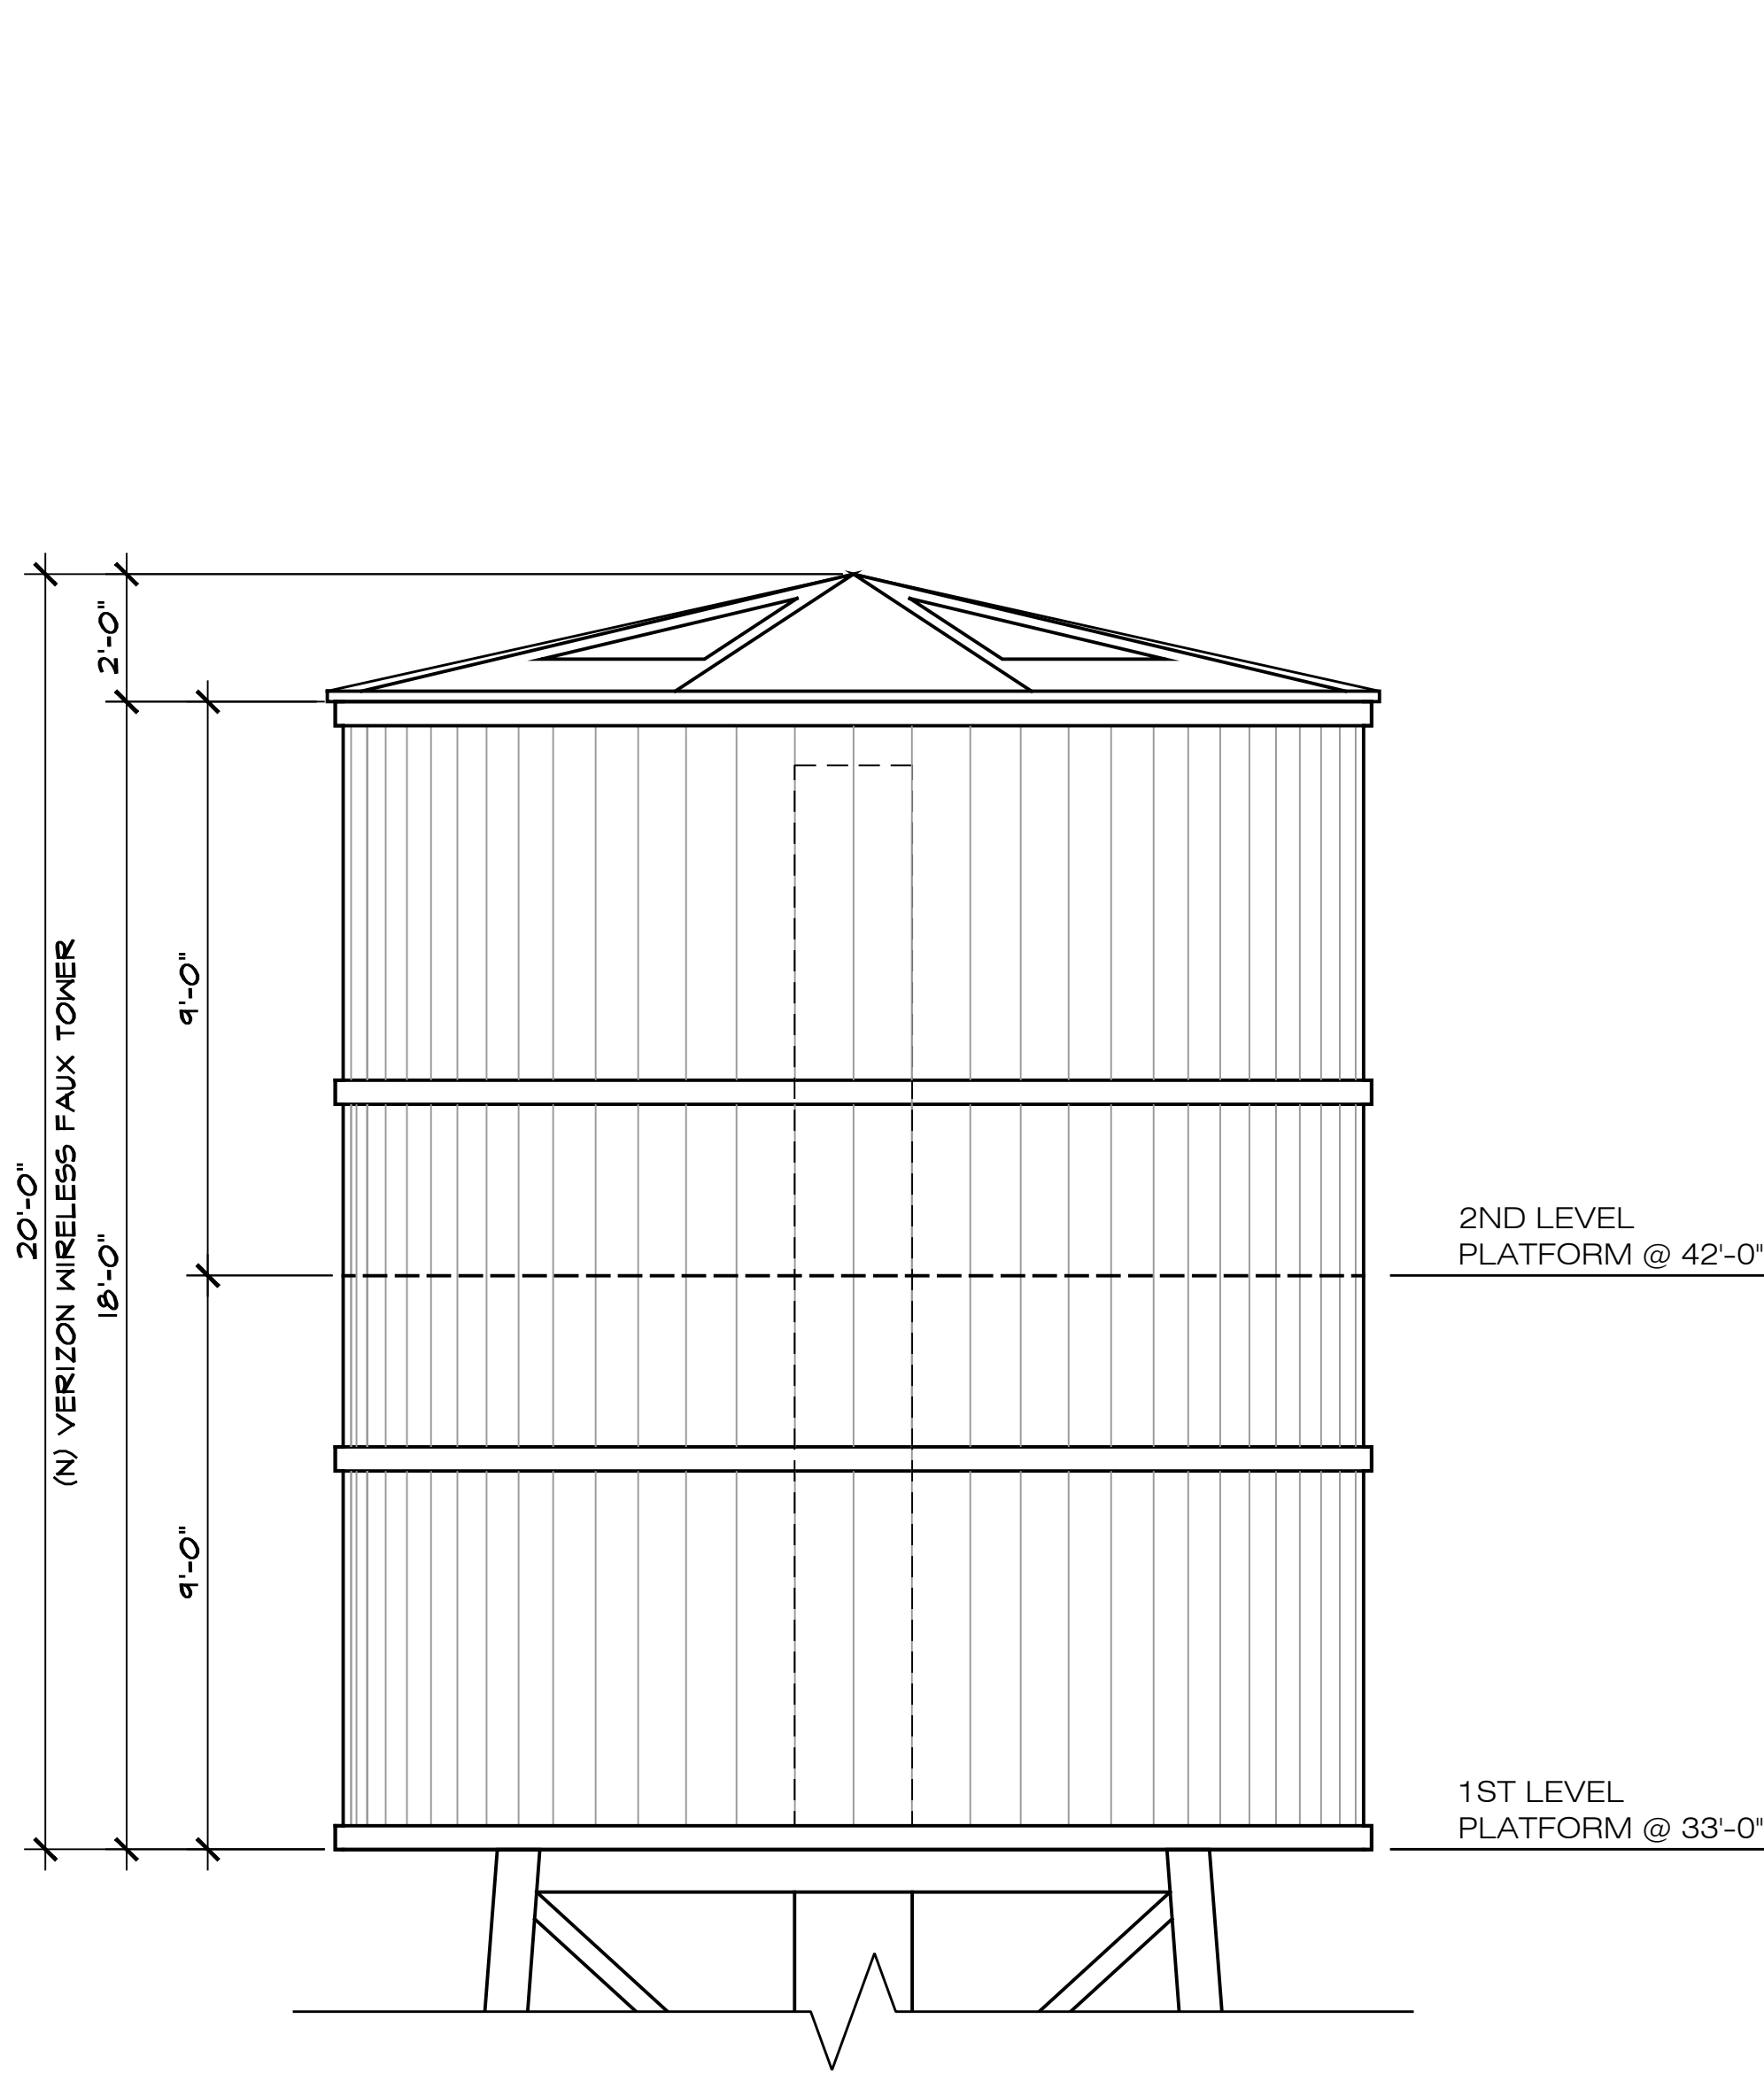 2'-0"
9'-0"
20'-0"
(N) VERIZON WIRELESS FAUX TOWER
18'-0"
2ND LEVEL
PLATFORM @ 42'-0"
9'-0"
1ST LEVEL
PLATFORM @ 33'-0"